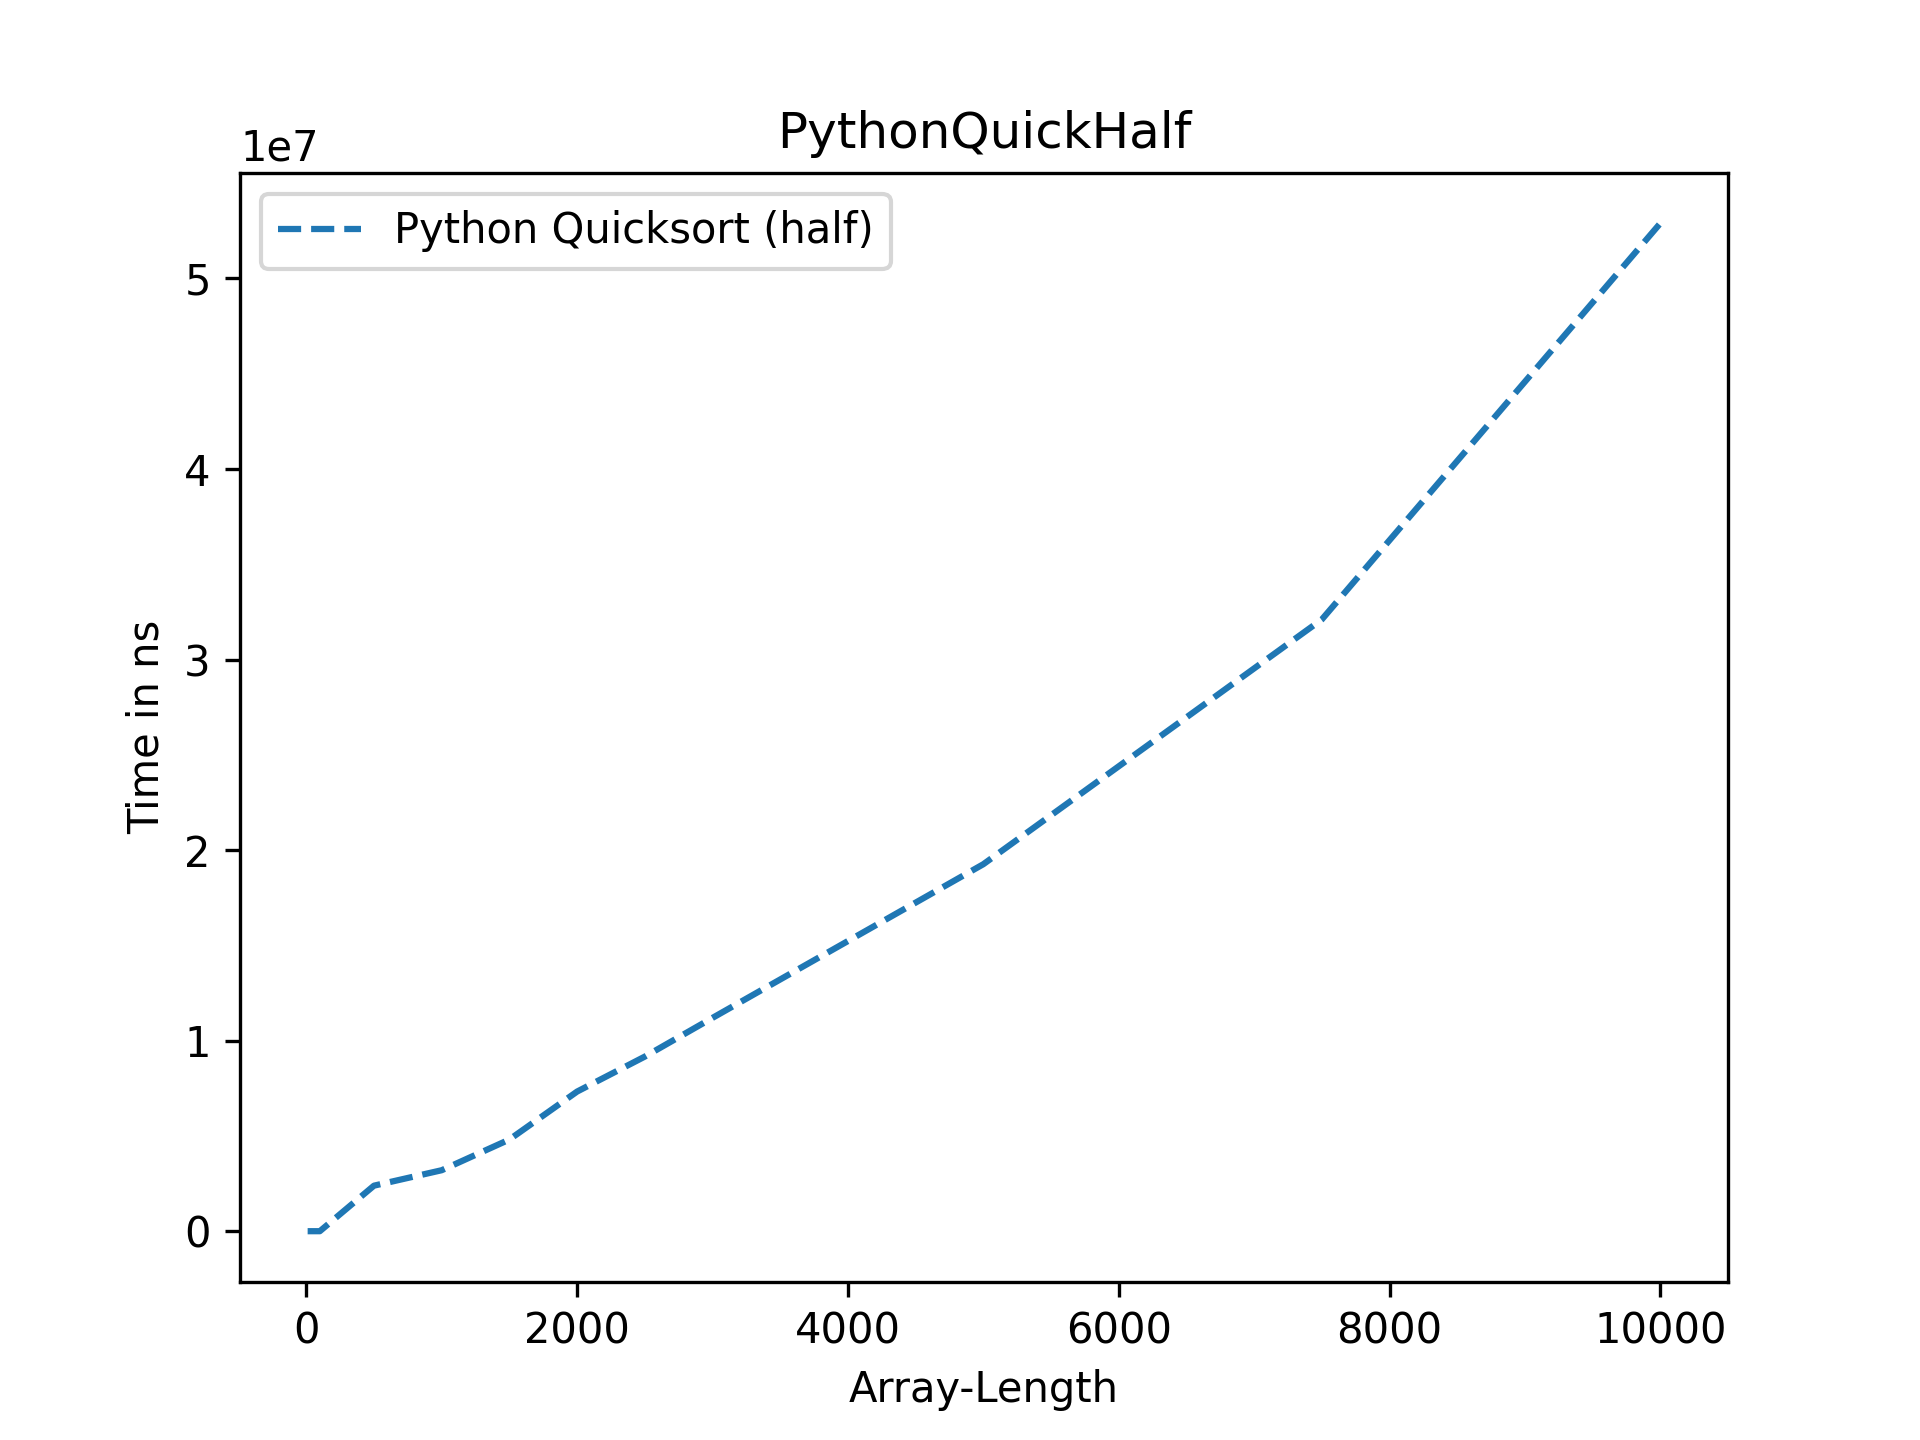 PythonQuickHalf
1e7
Python Quicksort (half)
5
4
3
2
1
0
Time in ns
0 2000 4000 6000 8000 10000
Array-Length